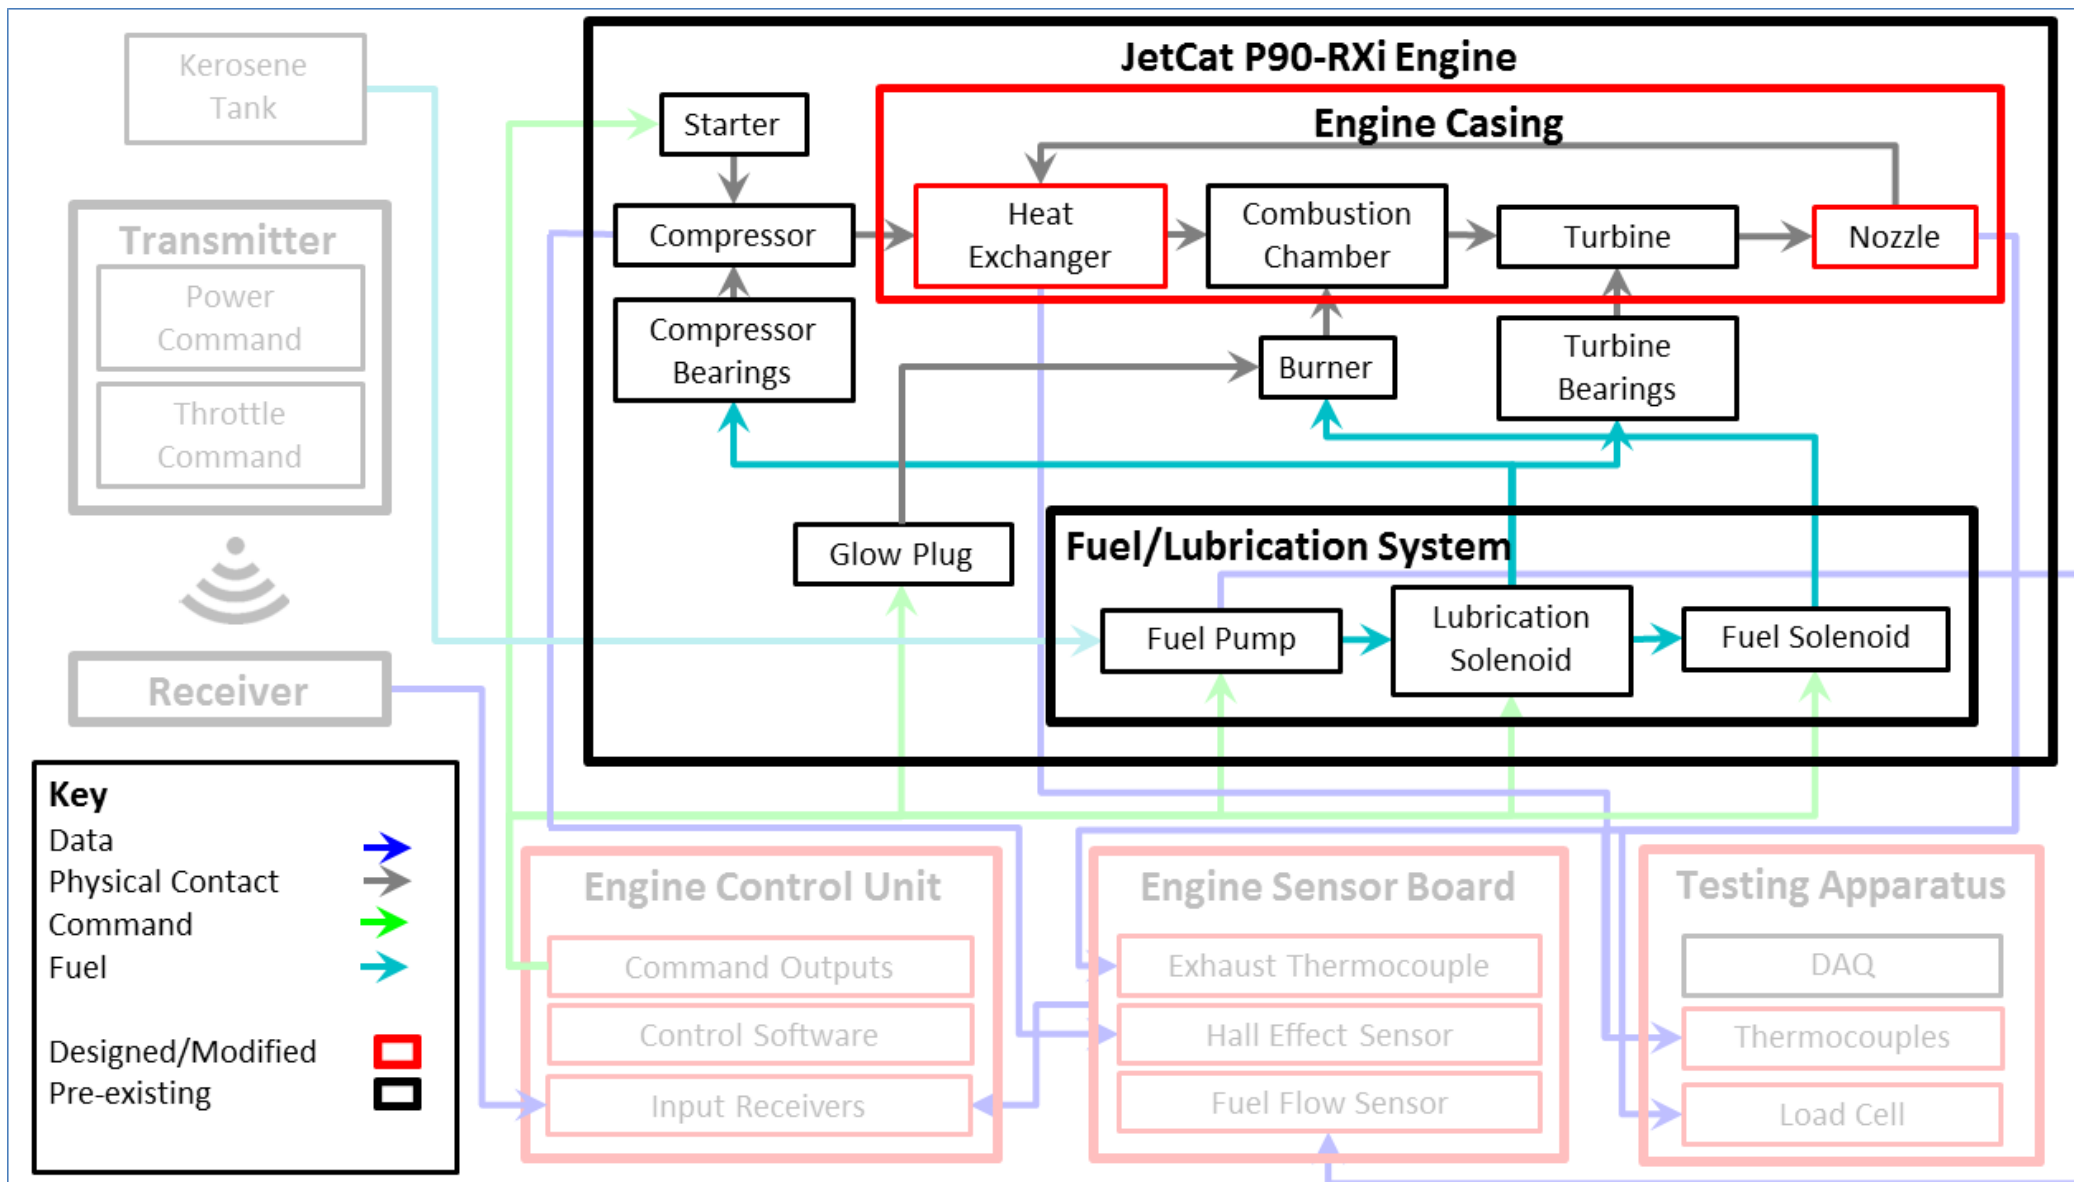 Kerosene
Tank
Transmitter
Power
Command
Throttle
Command
Receiver
JetCat P90-RXi Engine
Engine Casing
Starter
Compressor
Heat
Exchanger
Combustion
Chamber
Turbine
Nozzle
Compressor
Bearings
Burner
Turbine
Bearings
Glow Plug
Fuel/Lubrication System
Fuel Pump
Lubrication
Solenoid
Fuel Solenoid
Key
Data
Physical Contact
Command
Fuel
Designed/Modified
Pre-existing
Engine Control Unit
Command Outputs
Control Software
Input Receivers
Engine Sensor Board
Exhaust Thermocouple
Hall Effect Sensor
Fuel Flow Sensor
Testing Apparatus
DAQ
Thermocouples
Load Cell